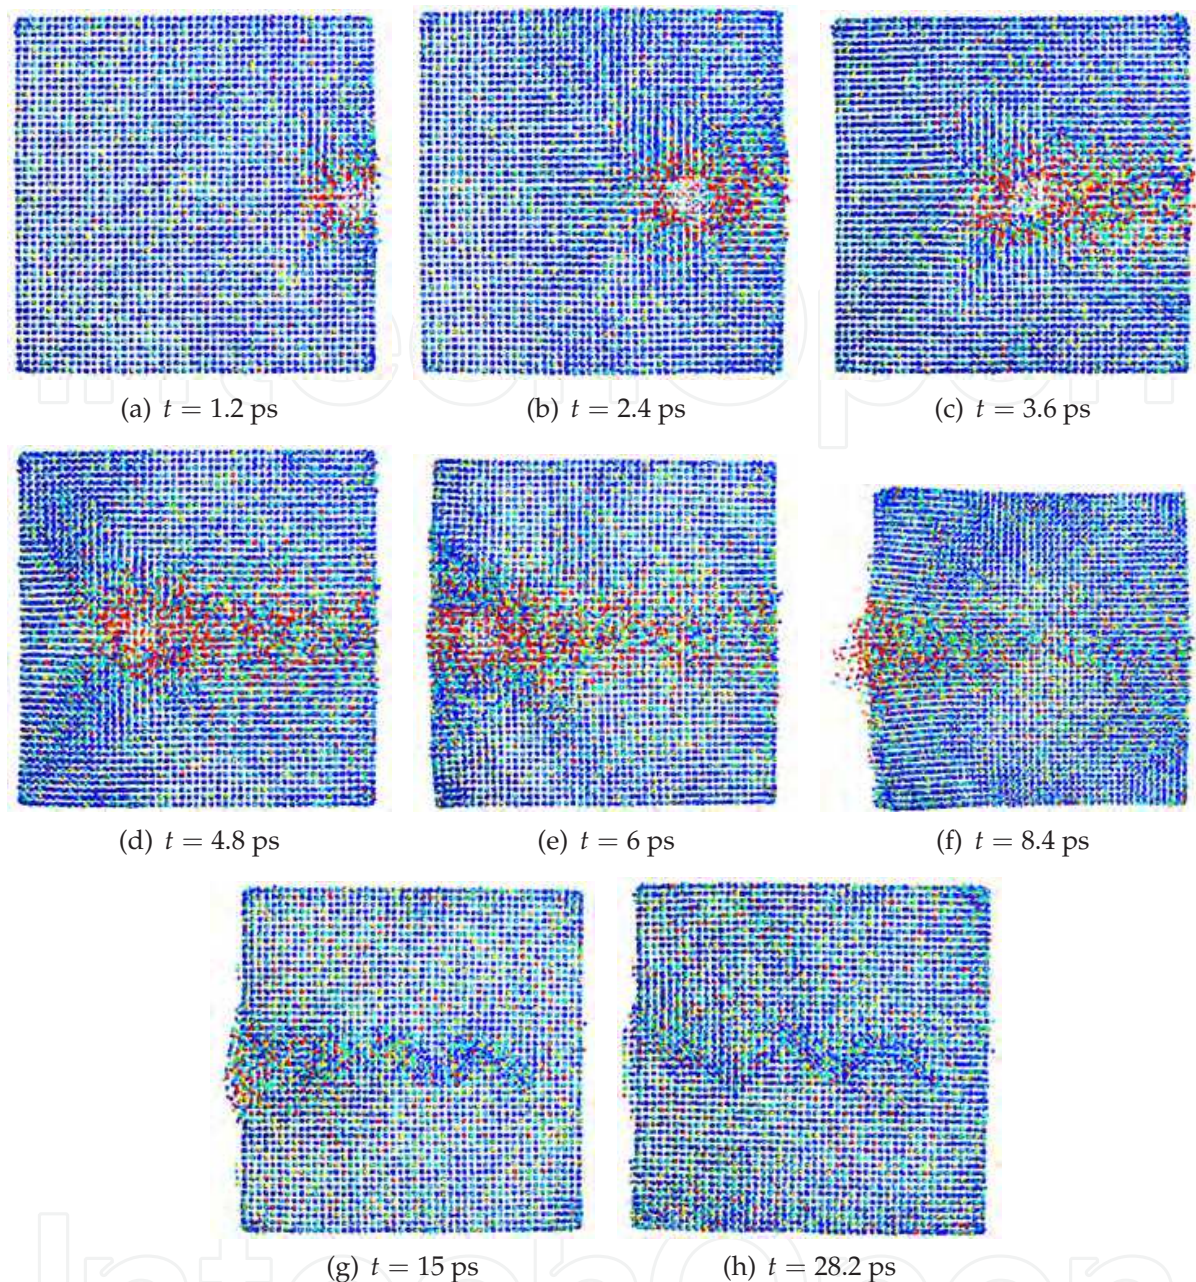 (a) t = 1.2 ps
(b) t = 2.4 ps
(c) t = 3.6 ps
(d) t = 4.8 ps
(e) t = 6 ps
(f) t = 8.4 ps
(g) t = 15 ps
(h) t = 28.2 ps